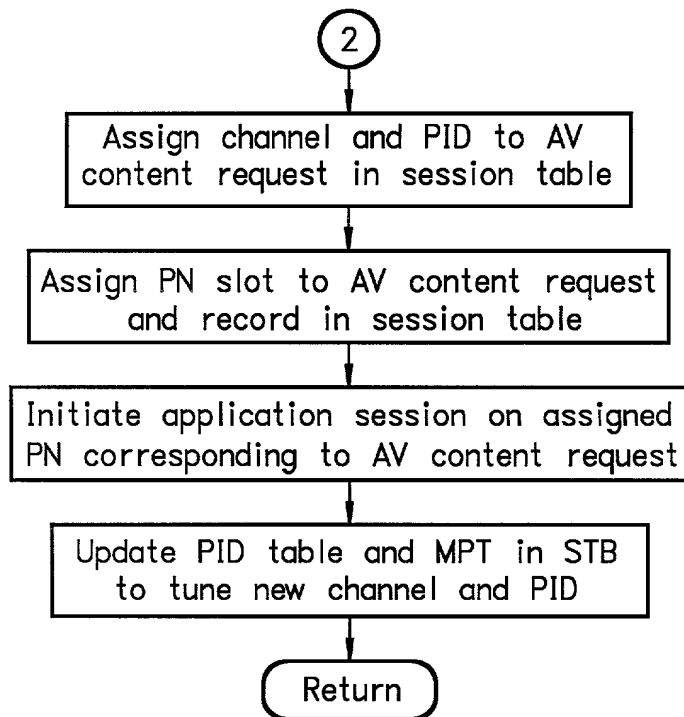 2
Assign channel and PID to AV
content request in session table
Assign PN slot to AV content request
and record in session table
Initiate application session on assigned
PN corresponding to AV content request
Update PID table and MPT in STB
to tune new channel and PID
Return